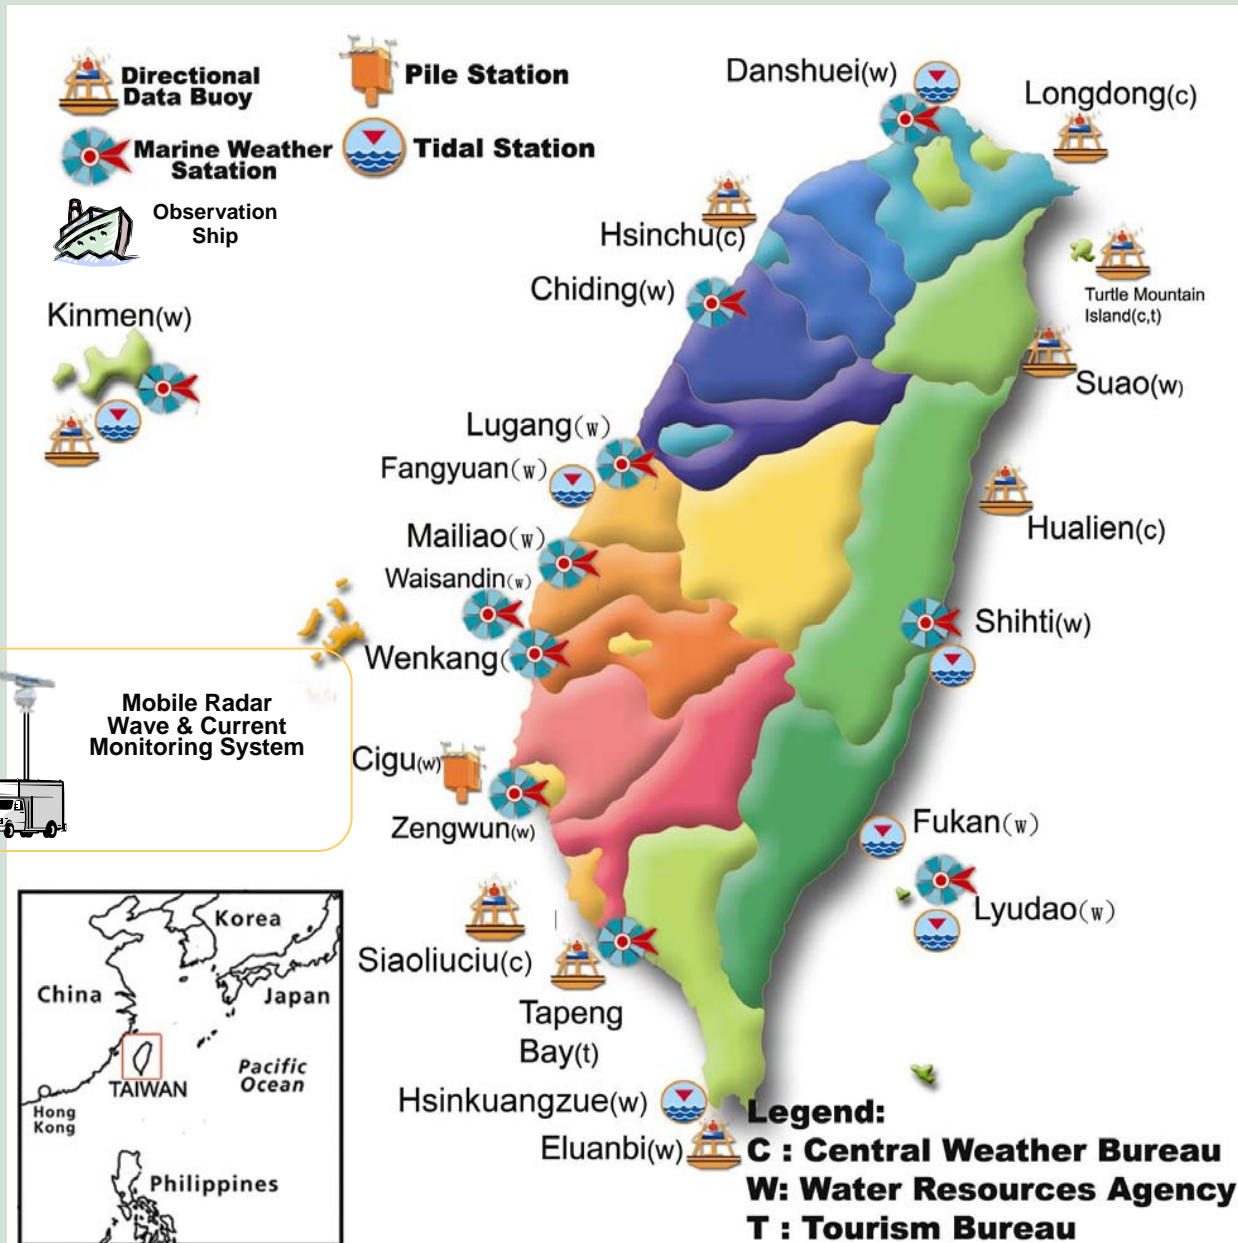 Directional
Data Buoy
Pile Station
Marine Weather
Satation
Tidal Station
Observation
Ship
Danshuei(w)
Longdong(c)
Hsinchu(c)
Chiding(w)
Turtle Mountain
Island(c,t)
Kinmen(w)
Suao(w)
Lugang(w)
Fangyuan(w)
Hualien(c)
Mailiao(w)
Waisandin(w)
Shihti(w)
Wenkang(
Mobile Radar
Wave & Current
Monitoring System
Cigu(w)
Zengwun(w)
Fukan(w)
Lyudao(w)
Siaoliuciu(c)
Tapeng
Bay(t)
Hsinkuangzue(w)
Eluanbi(w)
Korea
China
Japan
Pacific
Ocean
TAIWAN
Hong
Kong
Philippines
Legend:
C : Central Weather Bureau
W: Water Resources Agency
T : Tourism Bureau